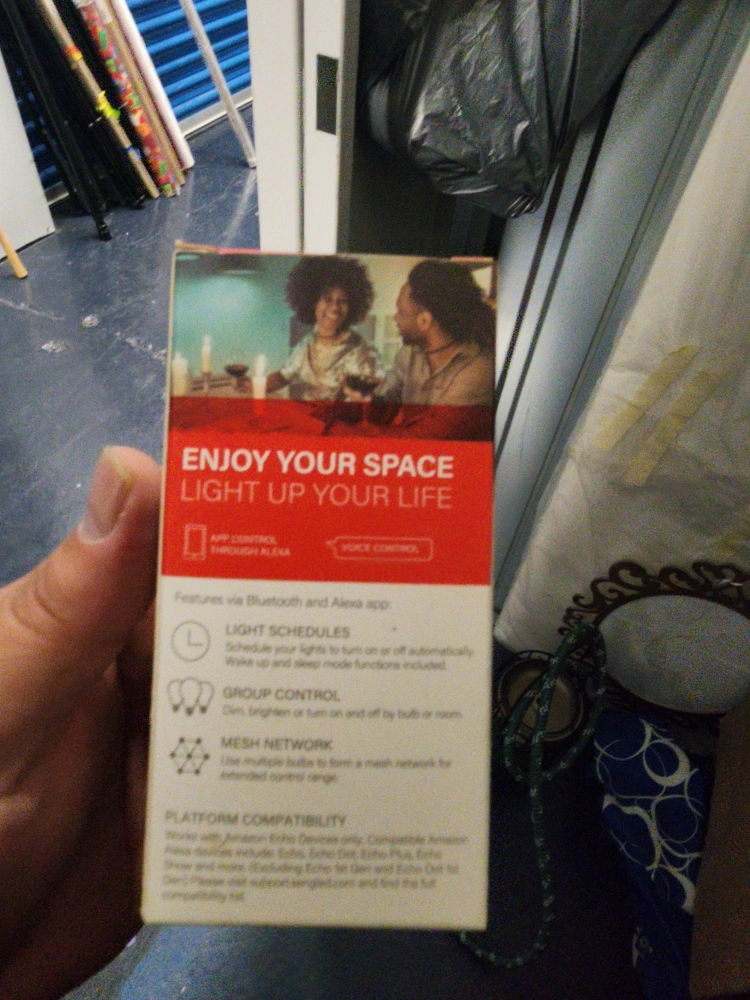 ENJOY YOUR SPACE
LIGHT UP YOUR LIFE
APP CONTROL
THROUGH ALEXA
VOICE CONTROL
Features via Bluetooth and Alexa app:
LIGHT SCHEDULES
Schedule your lights to turn on or off automatically.
Wake up and sleep mode functions included.
GROUP CONTROL
Dim, brighten or turn on and off by bulb or room.
MESH NETWORK
Use multiple bulbs to form a mesh network for
extended control range.
PLATFORM COMPATIBILITY
Works with Amazon Echo Devices only. Compatible Amazon
Alexa devices include: Echo, Echo Dot, Echo Plus, Echo
Show and more. (Excluding Echo 1st Gen and Echo Dot 1st
Gen) Please visit support.sengled.com and find the full
compatibility list.